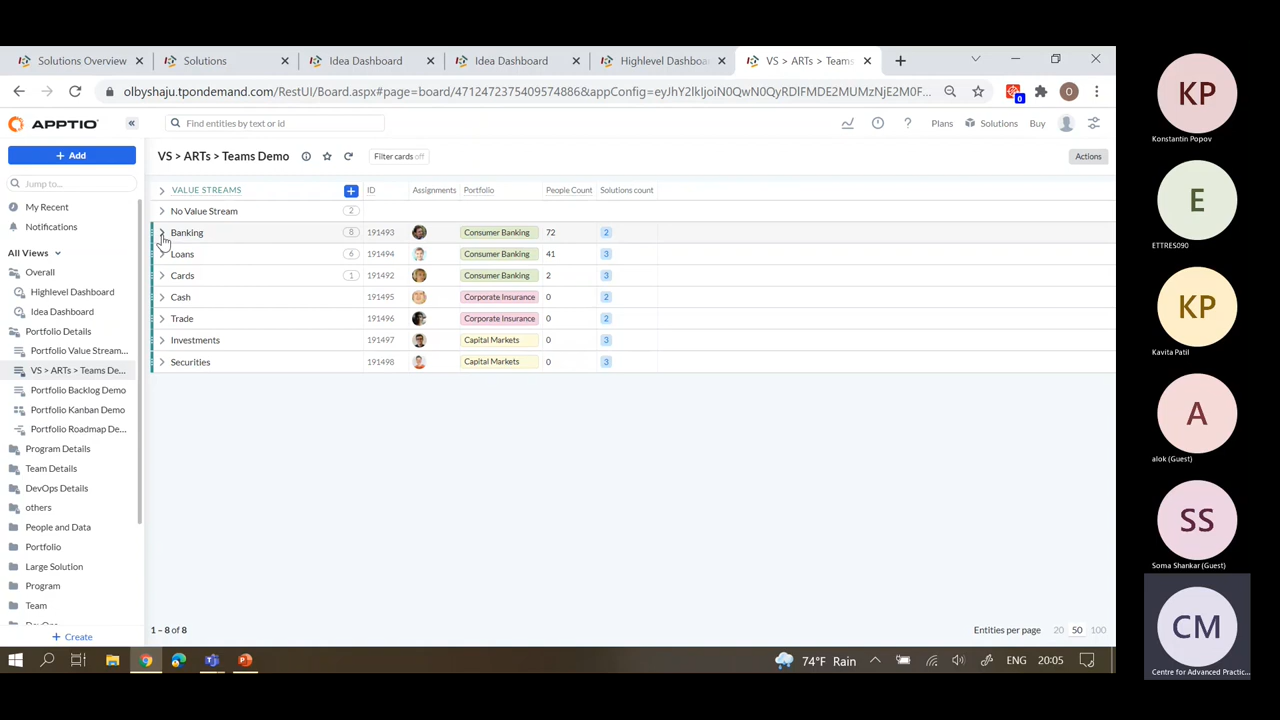 Solutions Overview
Solutions
Idea Dashboard
Idea Dashboard
Highlevel Dashboa
VS > ARTs > Teams
olbyshaju.tpondemand.com/RestUI/Board.aspx#page=board/4712472375409574886&appConfig=eyJhY2lkIjoiN0QwN0QyRDlFMDE2MUMzNjE2M0F...
0
O
APPTIO
Find entities by text or id
Plans
Solutions
Buy
+ Add
VS > ARTs > Teams Demo
Filter cards off
Actions
Jump to...
My Recent
Notifications
All Views
Overall
Highlevel Dashboard
Idea Dashboard
Portfolio Details
Portfolio Value Stream...
VS > ARTs > Teams De...
Portfolio Backlog Demo
Portfolio Kanban Demo
Portfolio Roadmap De...
Program Details
Team Details
DevOps Details
others
People and Data
Portfolio
Large Solution
Program
Team
DevOps
+ Create
VALUE STREAMS ID Assignments Portfolio People Count Solutions count
No Value Stream 2
Banking 8 191493 Consumer Banking 72 2
Loans 6 191494 Consumer Banking 41 3
Cards 1 191492 Consumer Banking 2 3
Cash 191495 Corporate Insurance 0 2
Trade 191496 Corporate Insurance 0 2
Investments 191497 Capital Markets 0 3
Securities 191498 Capital Markets 0 3
1 – 8 of 8
Entities per page 20 50 100
74°F Rain
ENG
20:05
KP
Konstantin Popov
E
ETTRES090
KP
Kavita Patil
A
alok (Guest)
SS
Soma Shankar (Guest)
CM
Centre for Advanced Practic...